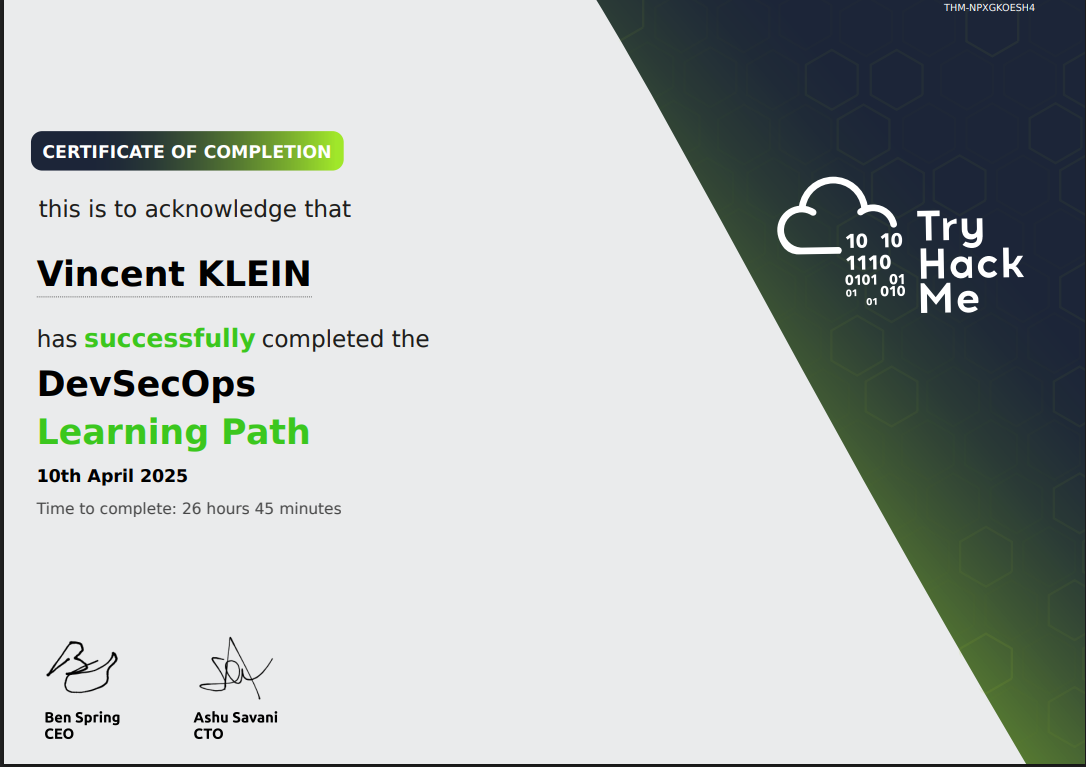 THM-NPXGKOESH4
CERTIFICATE OF COMPLETION
this is to acknowledge that
Vincent KLEIN
has successfully completed the
DevSecOps
Learning Path
10th April 2025
Time to complete: 26 hours 45 minutes
10 10
1110
0101 01
01 010
01
Try
Hack
Me
Ben Spring
CEO
Ashu Savani
CTO